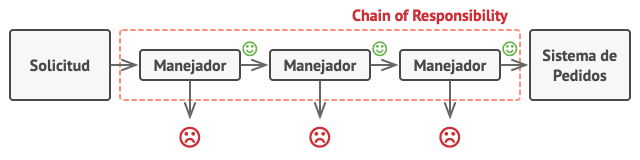 Chain of Responsibility
Solicitud
Manejador
Manejador
Manejador
Sistema de
Pedidos